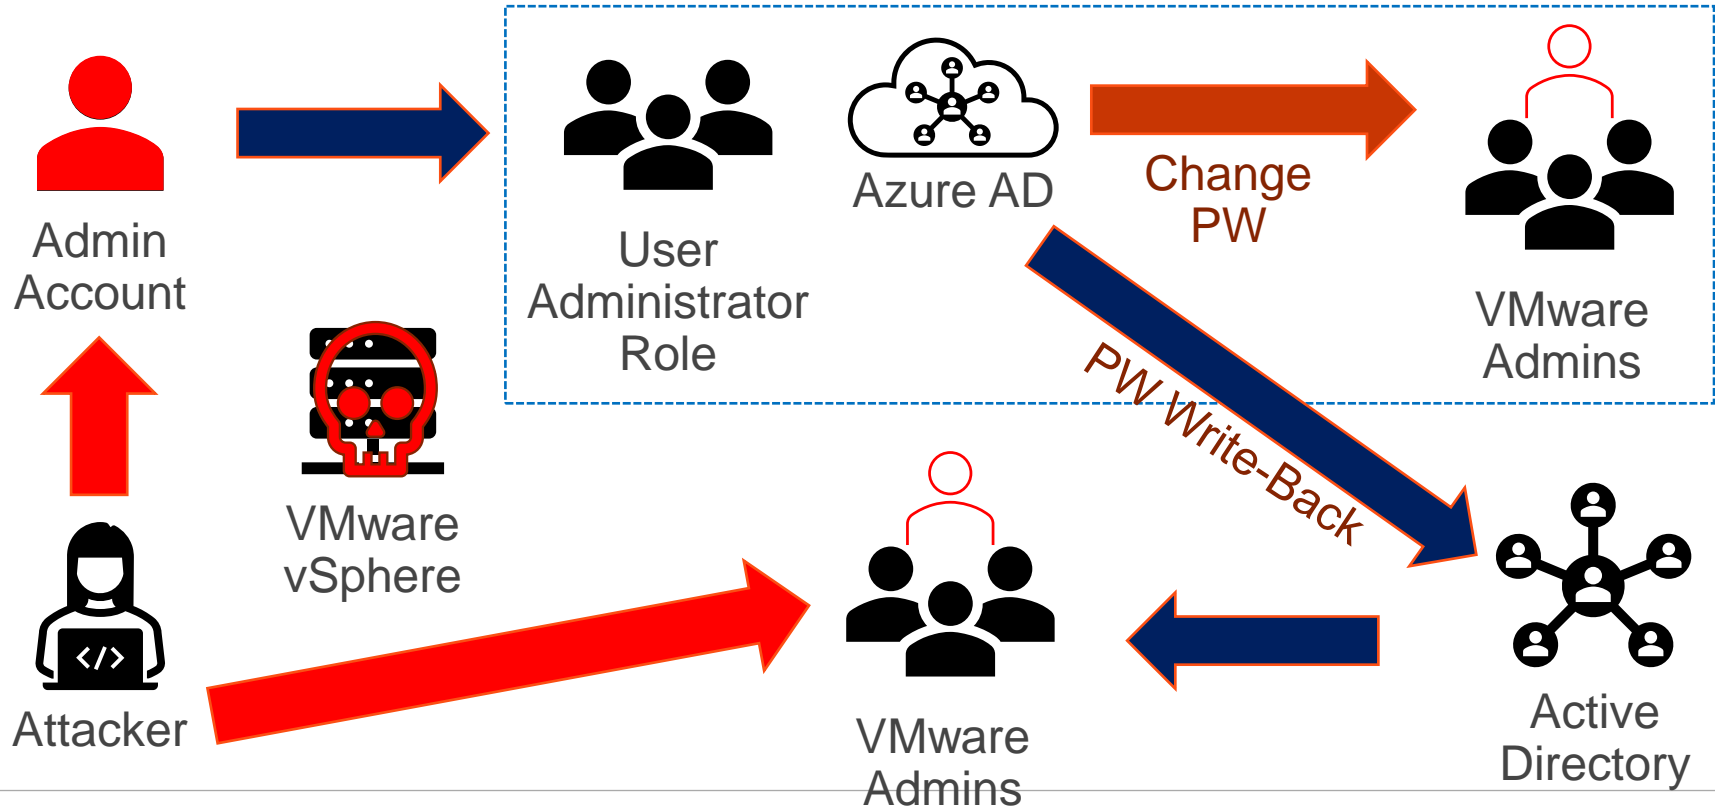 Admin
Account
User
Administrator
Role
Azure AD
Change
PW
VMware
Admins
PW Write-Back
VMware
vSphere
</>
Attacker
VMware
Admins
Active
Directory